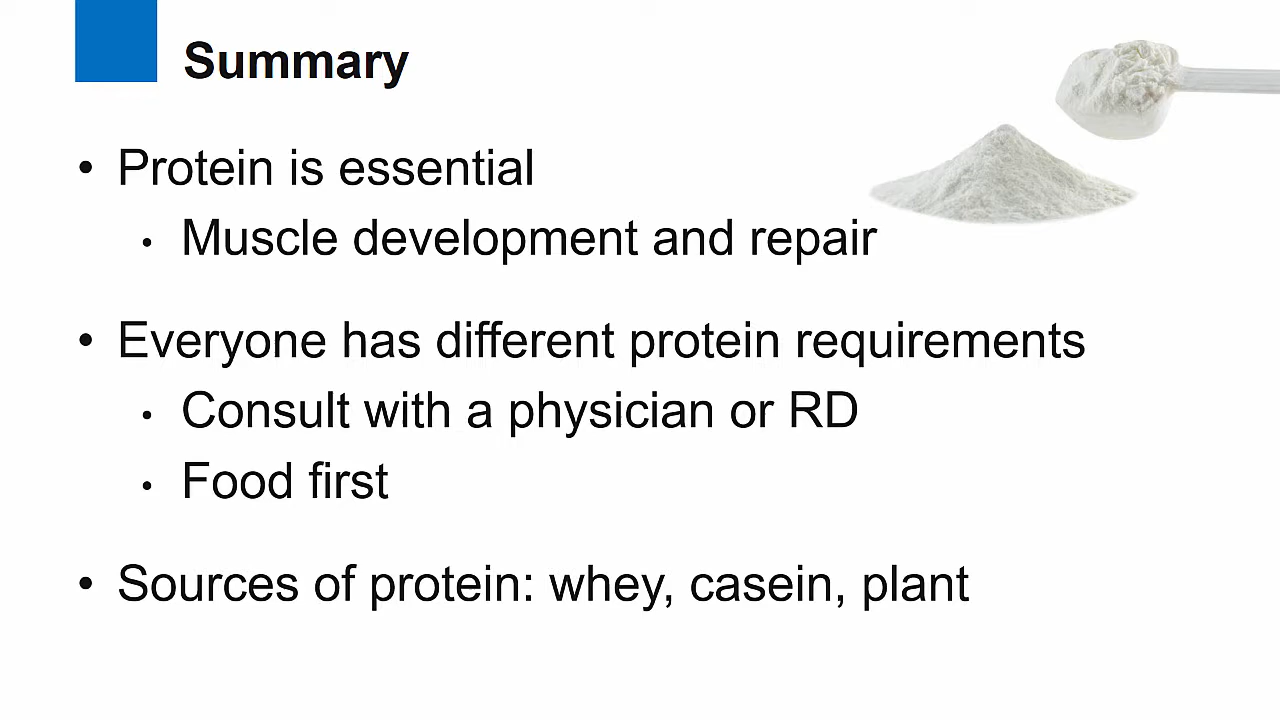 Summary
• Protein is essential
• Muscle development and repair
• Everyone has different protein requirements
• Consult with a physician or RD
• Food first
• Sources of protein: whey, casein, plant